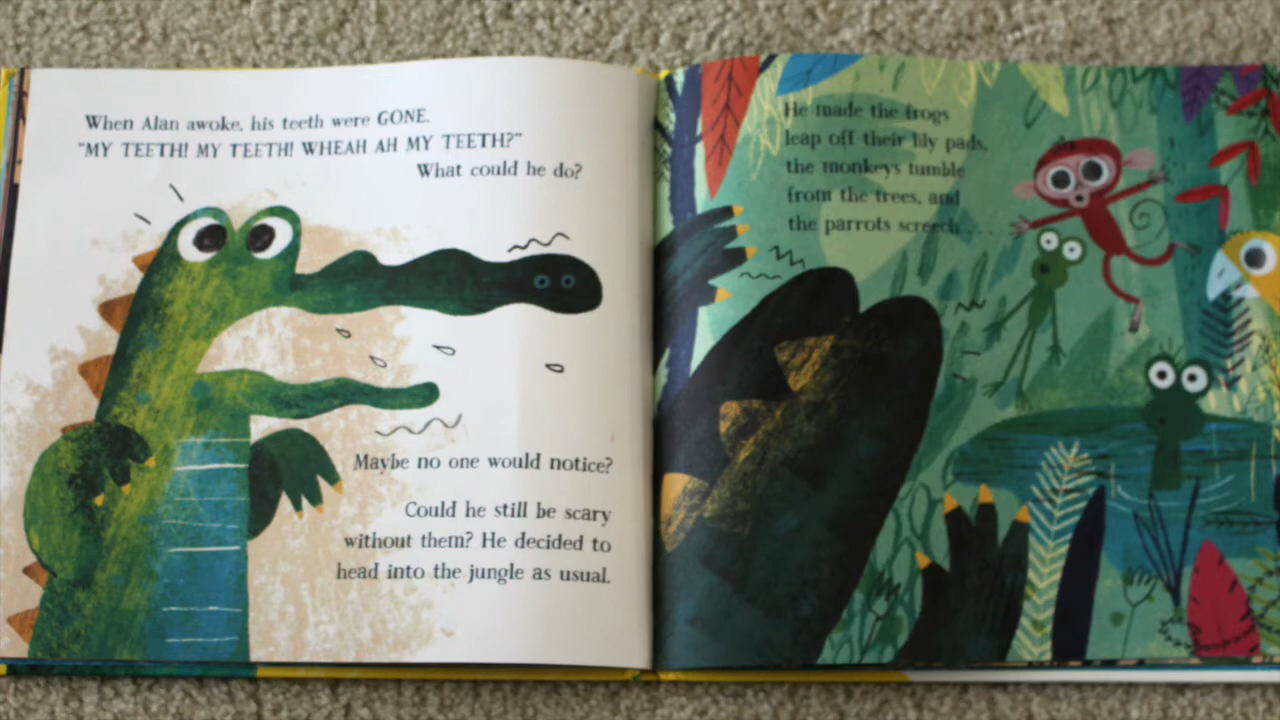 When Alan awoke, his teeth were GONE.
"MY TEETH! MY TEETH! WHEAH AH MY TEETH?"
What could he do?
Maybe no one would notice?
Could he still be scary
without them? He decided to
head into the jungle as usual.
He made the frogs
leap off their lily pads,
the monkeys tumble
from the trees, and
the parrots screech . . .